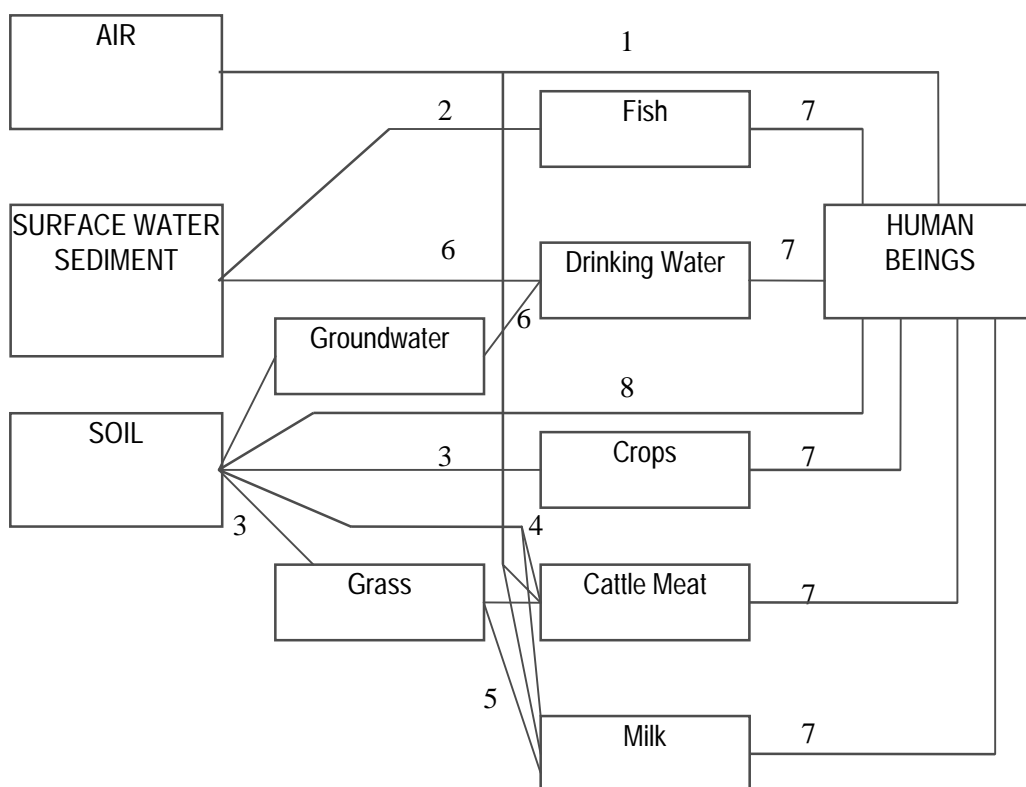 AIR
1
2
Fish
7
SURFACE WATER
SEDIMENT
6
Drinking Water
7
HUMAN
BEINGS
6
Groundwater
8
SOIL
3
Crops
7
3
4
Grass
Cattle Meat
7
5
Milk
7